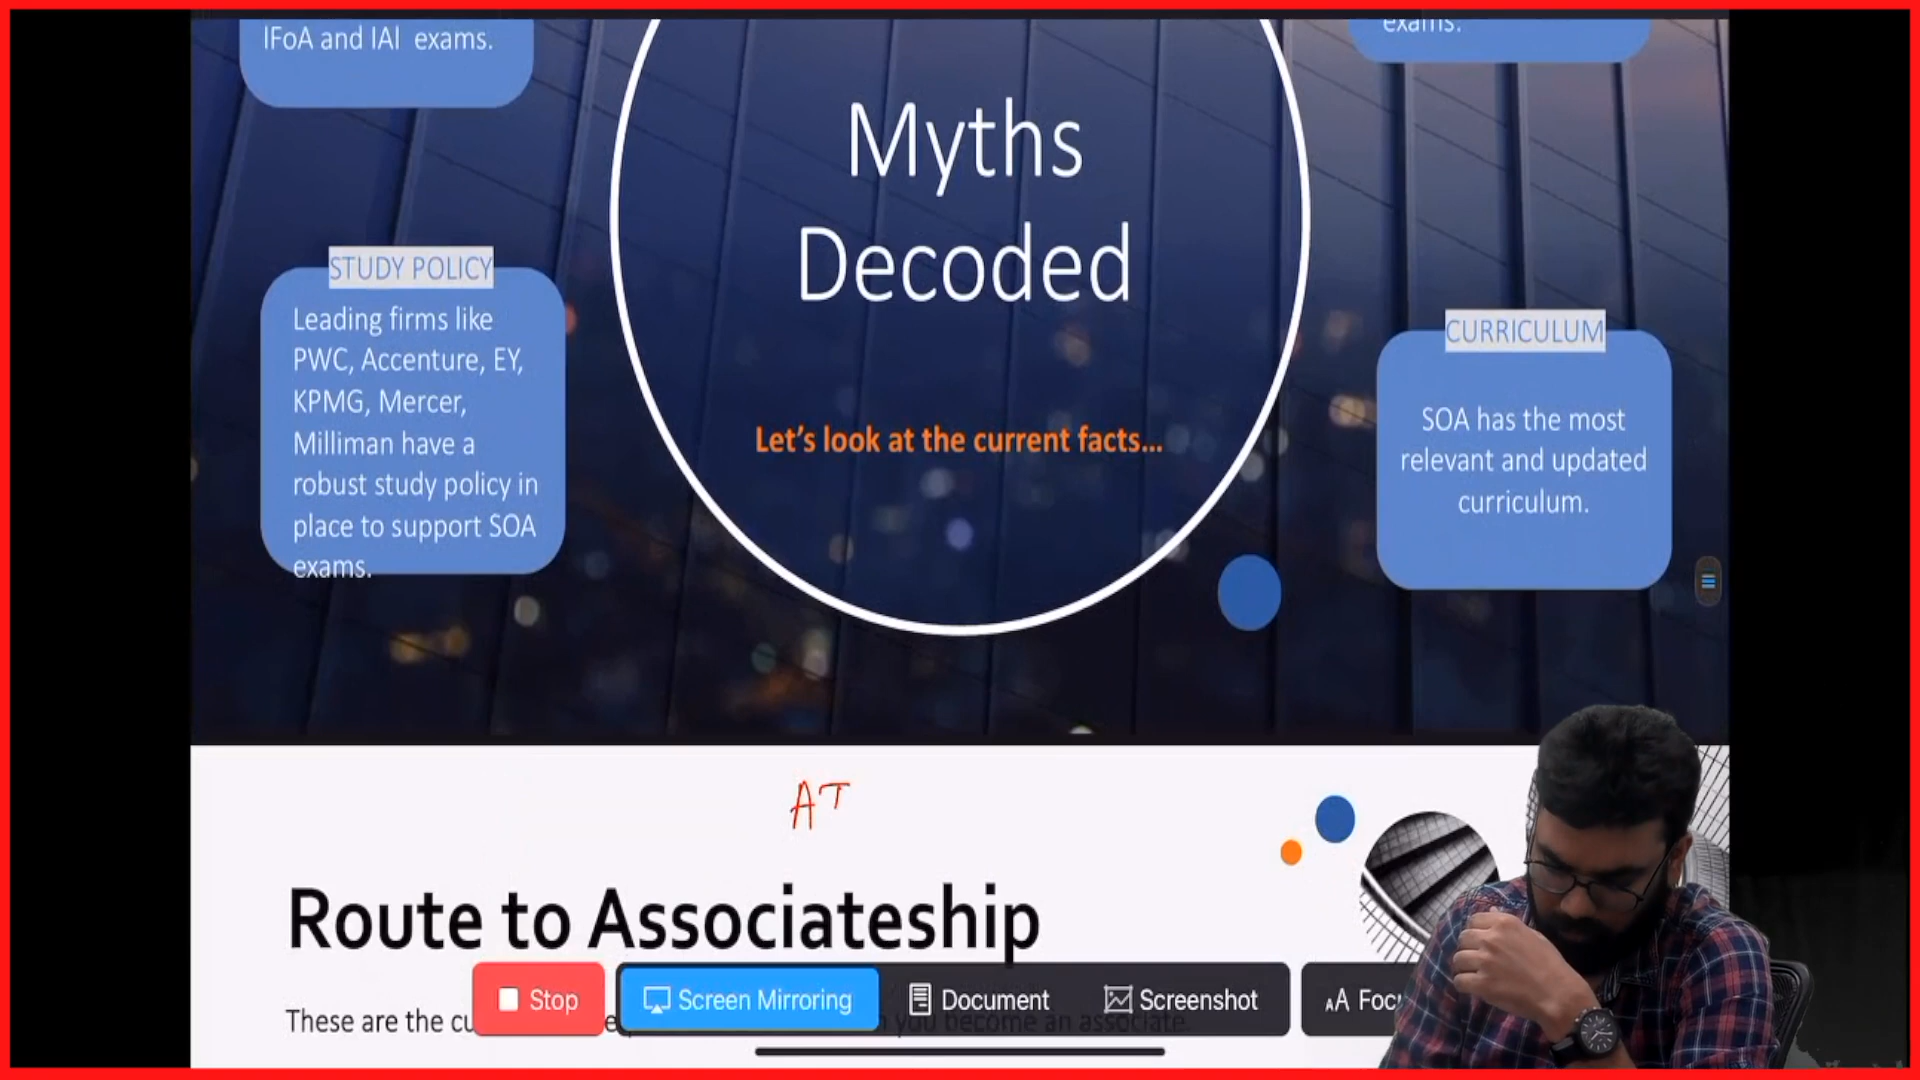 IFoA and IAI exams.
exams.
Myths
Decoded
Let's look at the current facts...
STUDY POLICY
Leading firms like
PWC, Accenture, EY,
KPMG, Mercer,
Milliman have a
robust study policy in
place to support SOA
exams.
CURRICULUM
SOA has the most
relevant and updated
curriculum.
AT
Route to Associateship
Stop
Screen Mirroring
Document
Screenshot
AA
These are the
you become an associate.